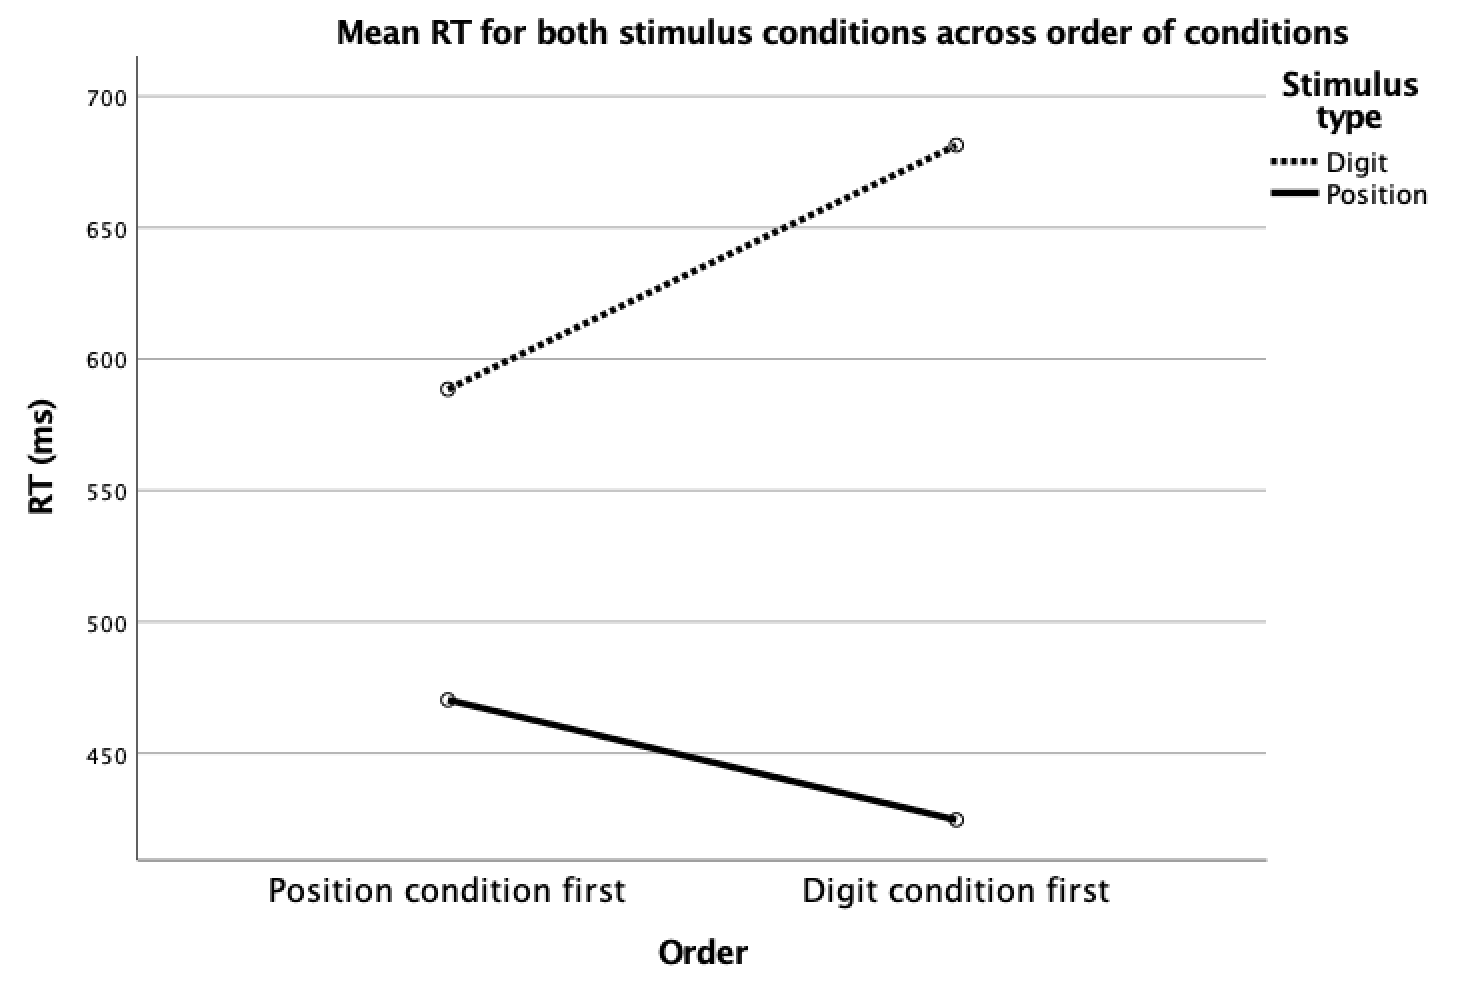 Mean RT for both stimulus conditions across order of conditions
Stimulus
type
Digit
Position
700
650
600
550
500
450
RT (ms)
Position condition first
Digit condition first
Order